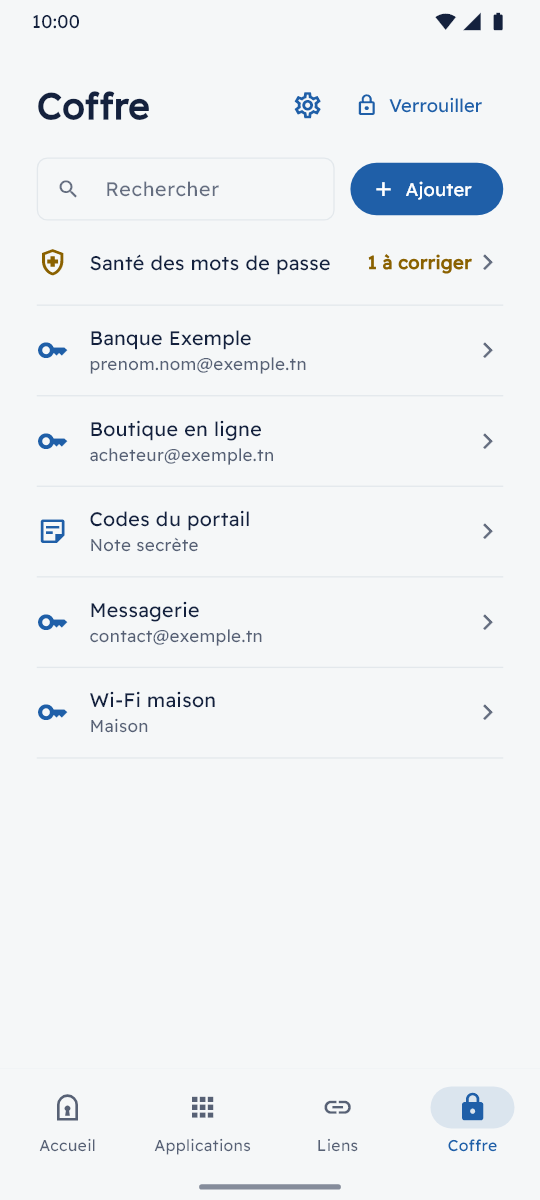 10:00
Coffre
Verrouiller
Rechercher
Ajouter
Santé des mots de passe
1 à corriger
Banque Exemple
prenom.nom@exemple.tn
Boutique en ligne
acheteur@exemple.tn
Codes du portail
Note secrète
Messagerie
contact@exemple.tn
Wi-Fi maison
Maison
Accueil
Applications
Liens
Coffre